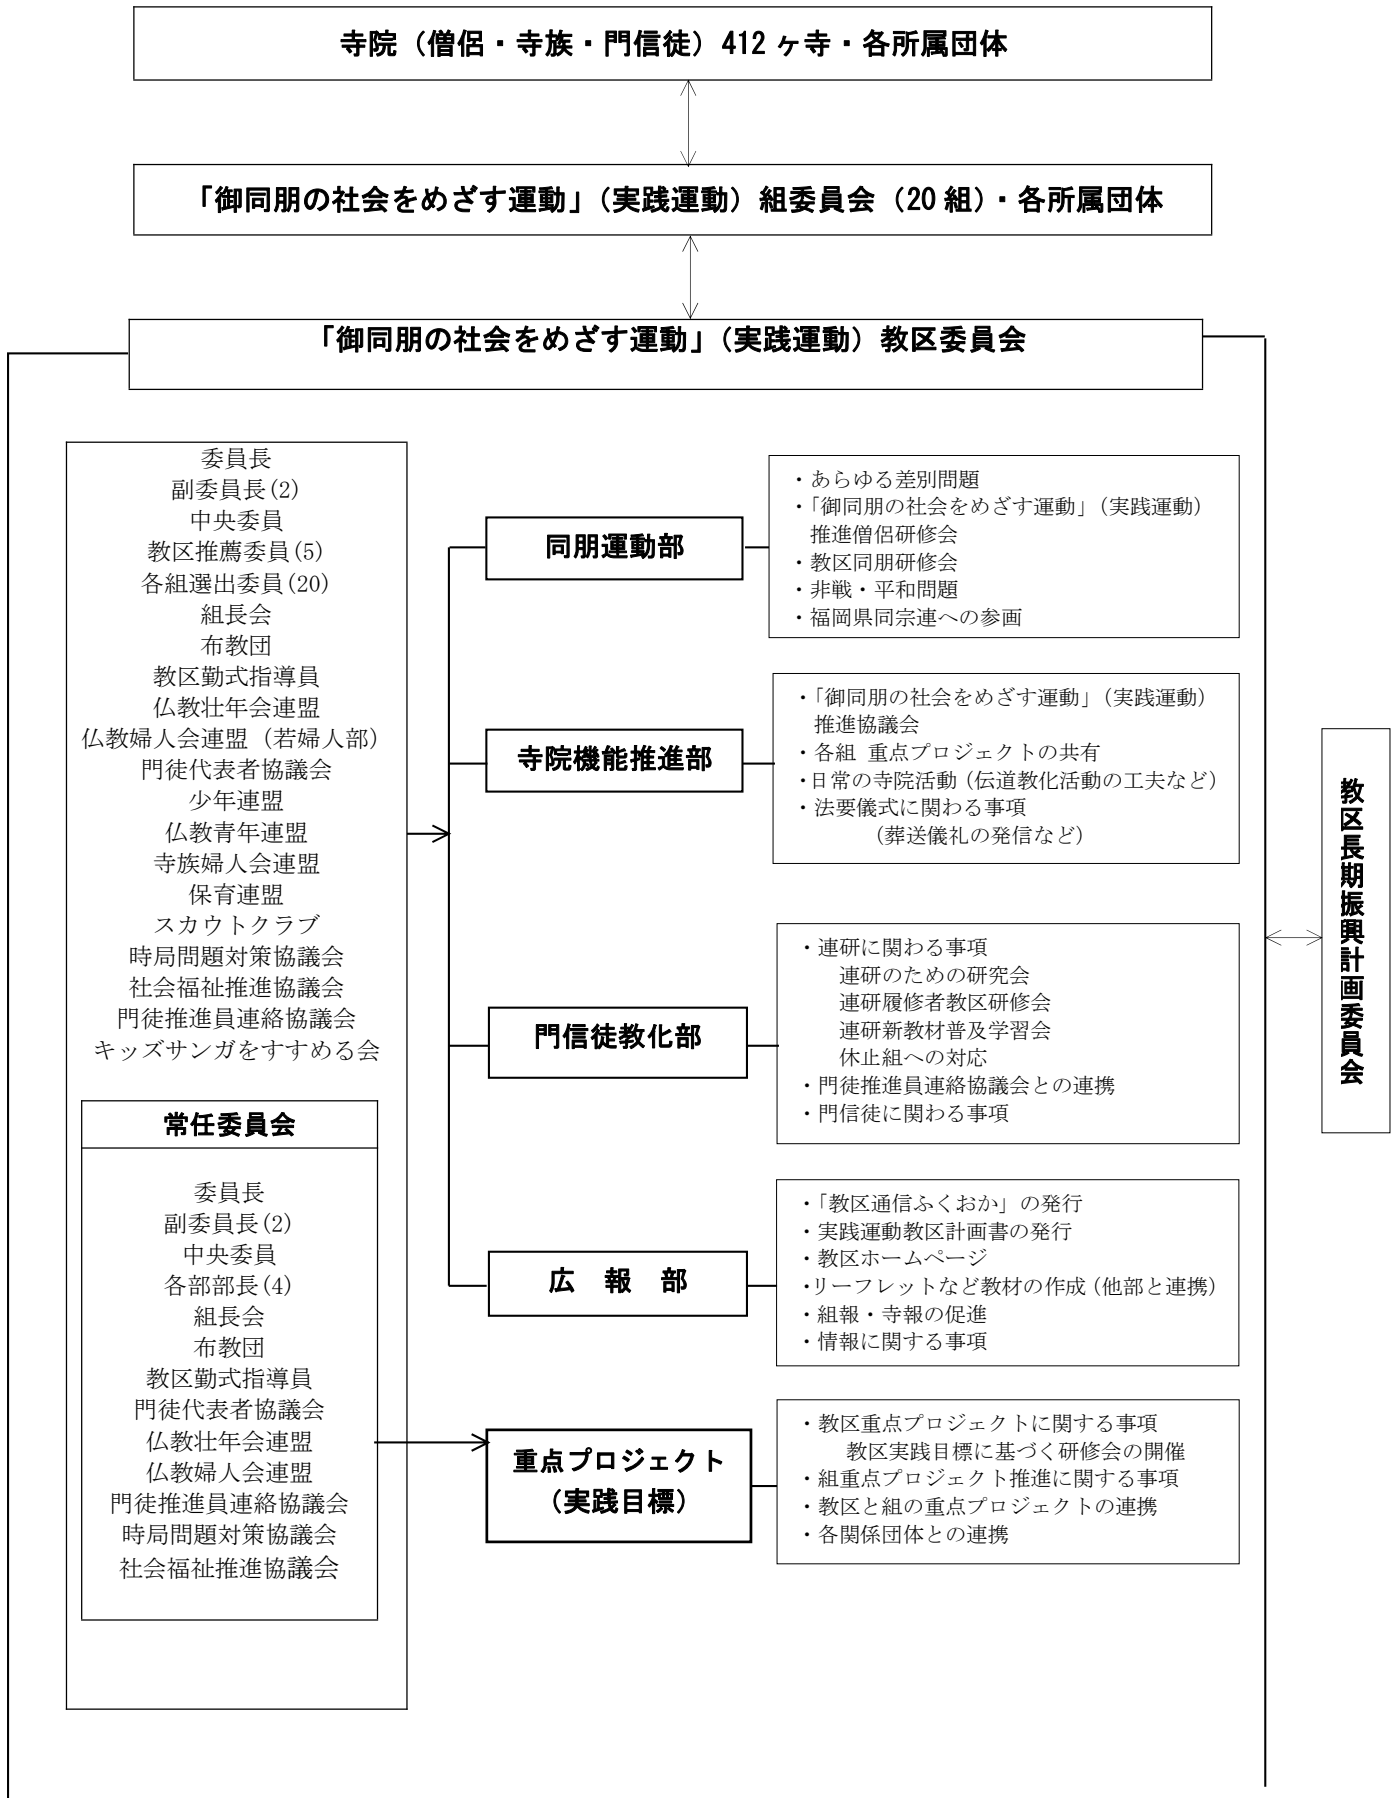 寺院（僧侶・寺族・門信徒）412ヶ寺・各所属団体
「御同朋の社会をめざす運動」（実践運動）組委員会（20組）・各所属団体
「御同朋の社会をめざす運動」（実践運動）教区委員会
委員長
副委員長(2)
中央委員
教区推薦委員(5)
各組選出委員(20)
組長会
布教団
教区勤式指導員
仏教壮年会連盟
仏教婦人会連盟（若婦人部）
門徒代表者協議会
少年連盟
仏教青年連盟
寺族婦人会連盟
保育連盟
スカウトクラブ
時局問題対策協議会
社会福祉推進協議会
門徒推進員連絡協議会
キッズサンガをすすめる会
常任委員会
委員長
副委員長(2)
中央委員
各部部長(4)
組長会
布教団
教区勤式指導員
門徒代表者協議会
仏教壮年会連盟
仏教婦人会連盟
門徒推進員連絡協議会
時局問題対策協議会
社会福祉推進協議会
同朋運動部
・あらゆる差別問題
・「御同朋の社会をめざす運動」（実践運動）
推進僧侶研修会
・教区同朋研修会
・非戦・平和問題
・福岡県同宗連への参画
寺院機能推進部
・「御同朋の社会をめざす運動」（実践運動）
推進協議会
・各組 重点プロジェクトの共有
・日常の寺院活動（伝道教化活動の工夫など）
・法要儀式に関わる事項
（葬送儀礼の発信など）
門信徒教化部
・連研に関わる事項
連研のための研究会
連研履修者教区研修会
連研新教材普及学習会
休止組への対応
・門徒推進員連絡協議会との連携
・門信徒に関わる事項
広 報 部
・「教区通信ふくおか」の発行
・実践運動教区計画書の発行
・教区ホームページ
・リーフレットなど教材の作成（他部と連携）
・組報・寺報の促進
・情報に関する事項
重点プロジェクト
（実践目標）
・教区重点プロジェクトに関する事項
教区実践目標に基づく研修会の開催
・組重点プロジェクト推進に関する事項
・教区と組の重点プロジェクトの連携
・各関係団体との連携
教区長期振興計画委員会